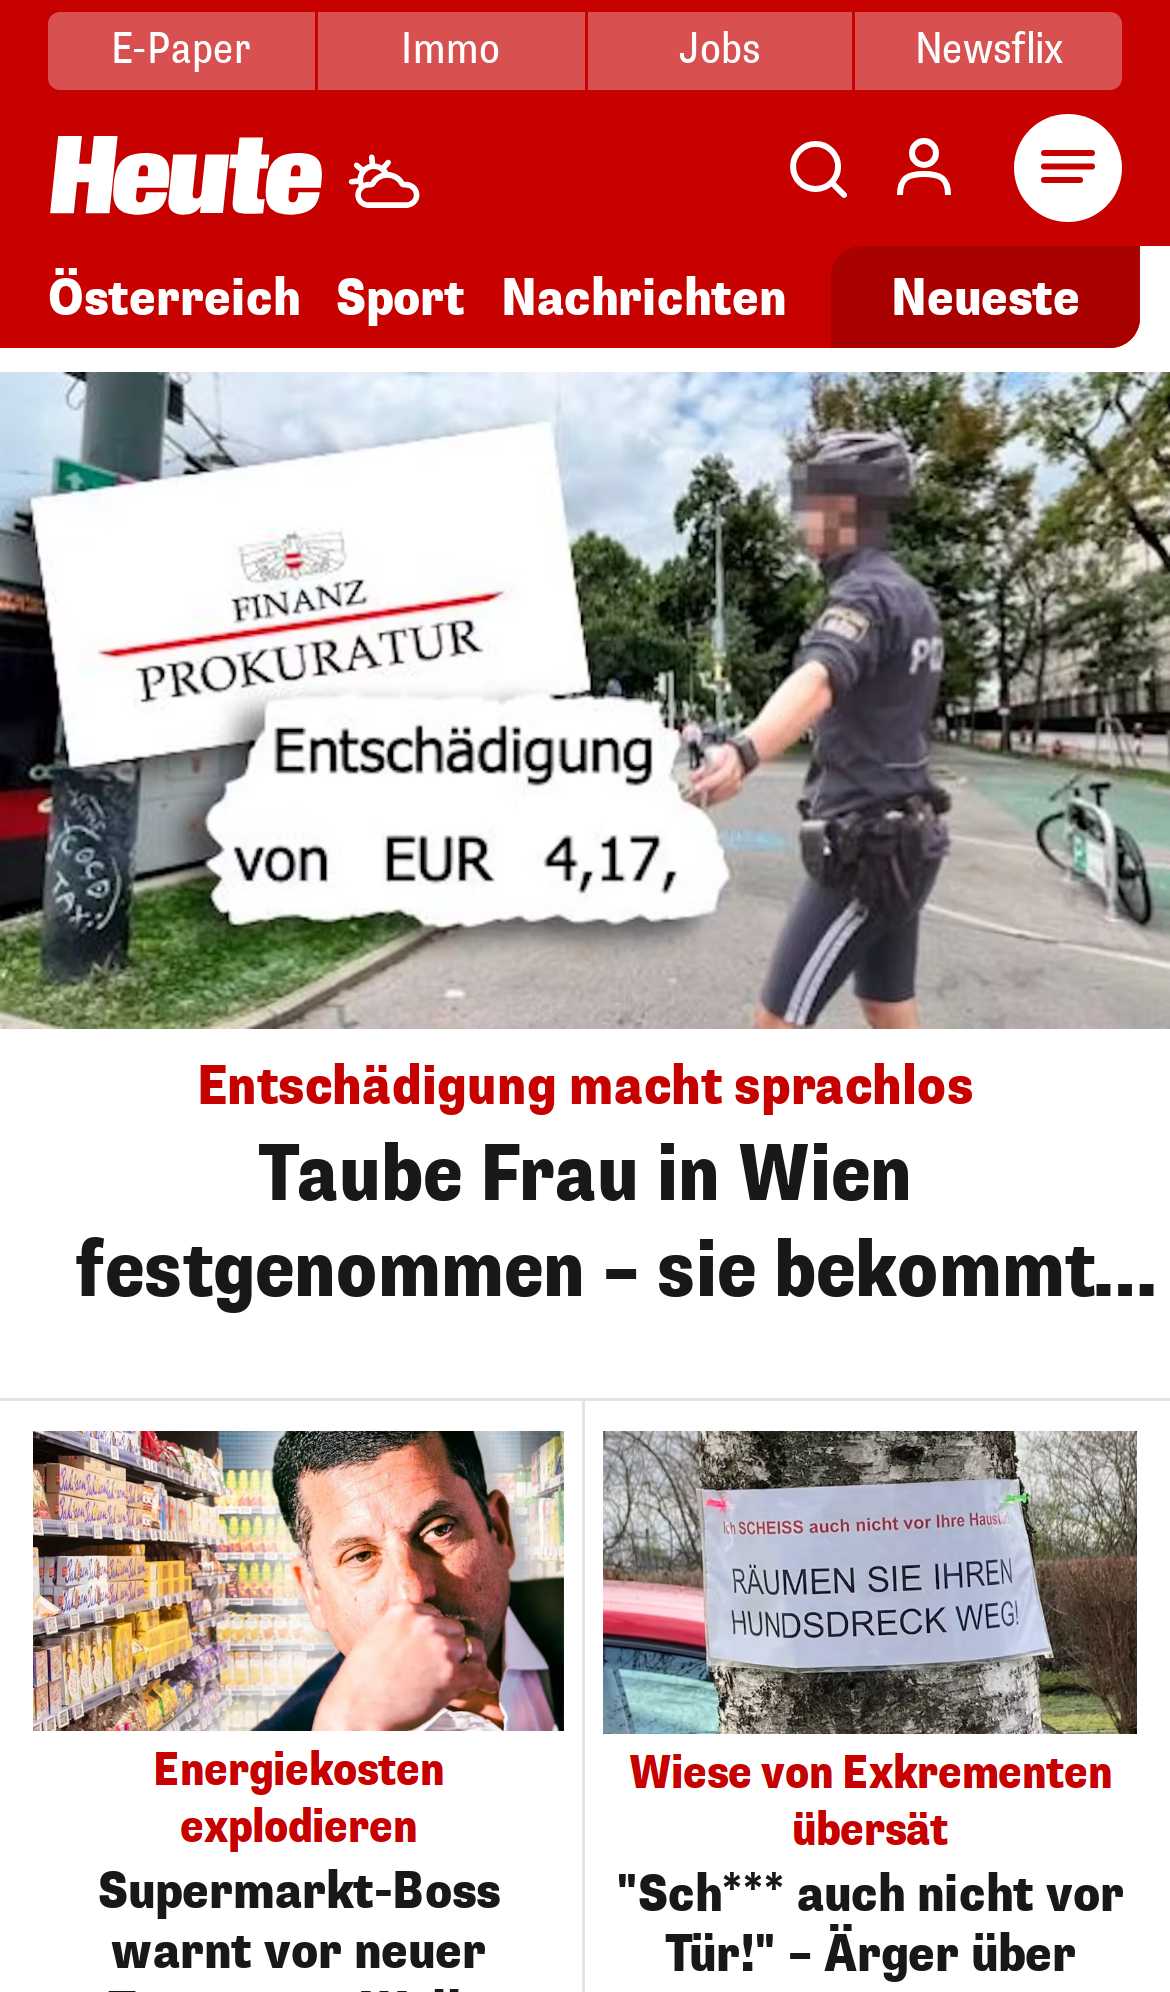 E-Paper
Immo
Jobs
Newsflix
Heute
Österreich
Sport
Nachrichten
Neueste
FINANZ
PROKURATUR
Entschädigung
von EUR 4,17,
Entschädigung macht sprachlos
Taube Frau in Wien
festgenommen – sie bekommt...
Energiekosten
explodieren
Supermarkt-Boss
warnt vor neuer
Ich SCHEISS auch nicht vor Ihre
RÄUMEN SIE IHREN
HUNDSDRECK WEG!
Wiese von Exkrementen
übersät
"Sch*** auch nicht vor
Tür!" – Ärger über